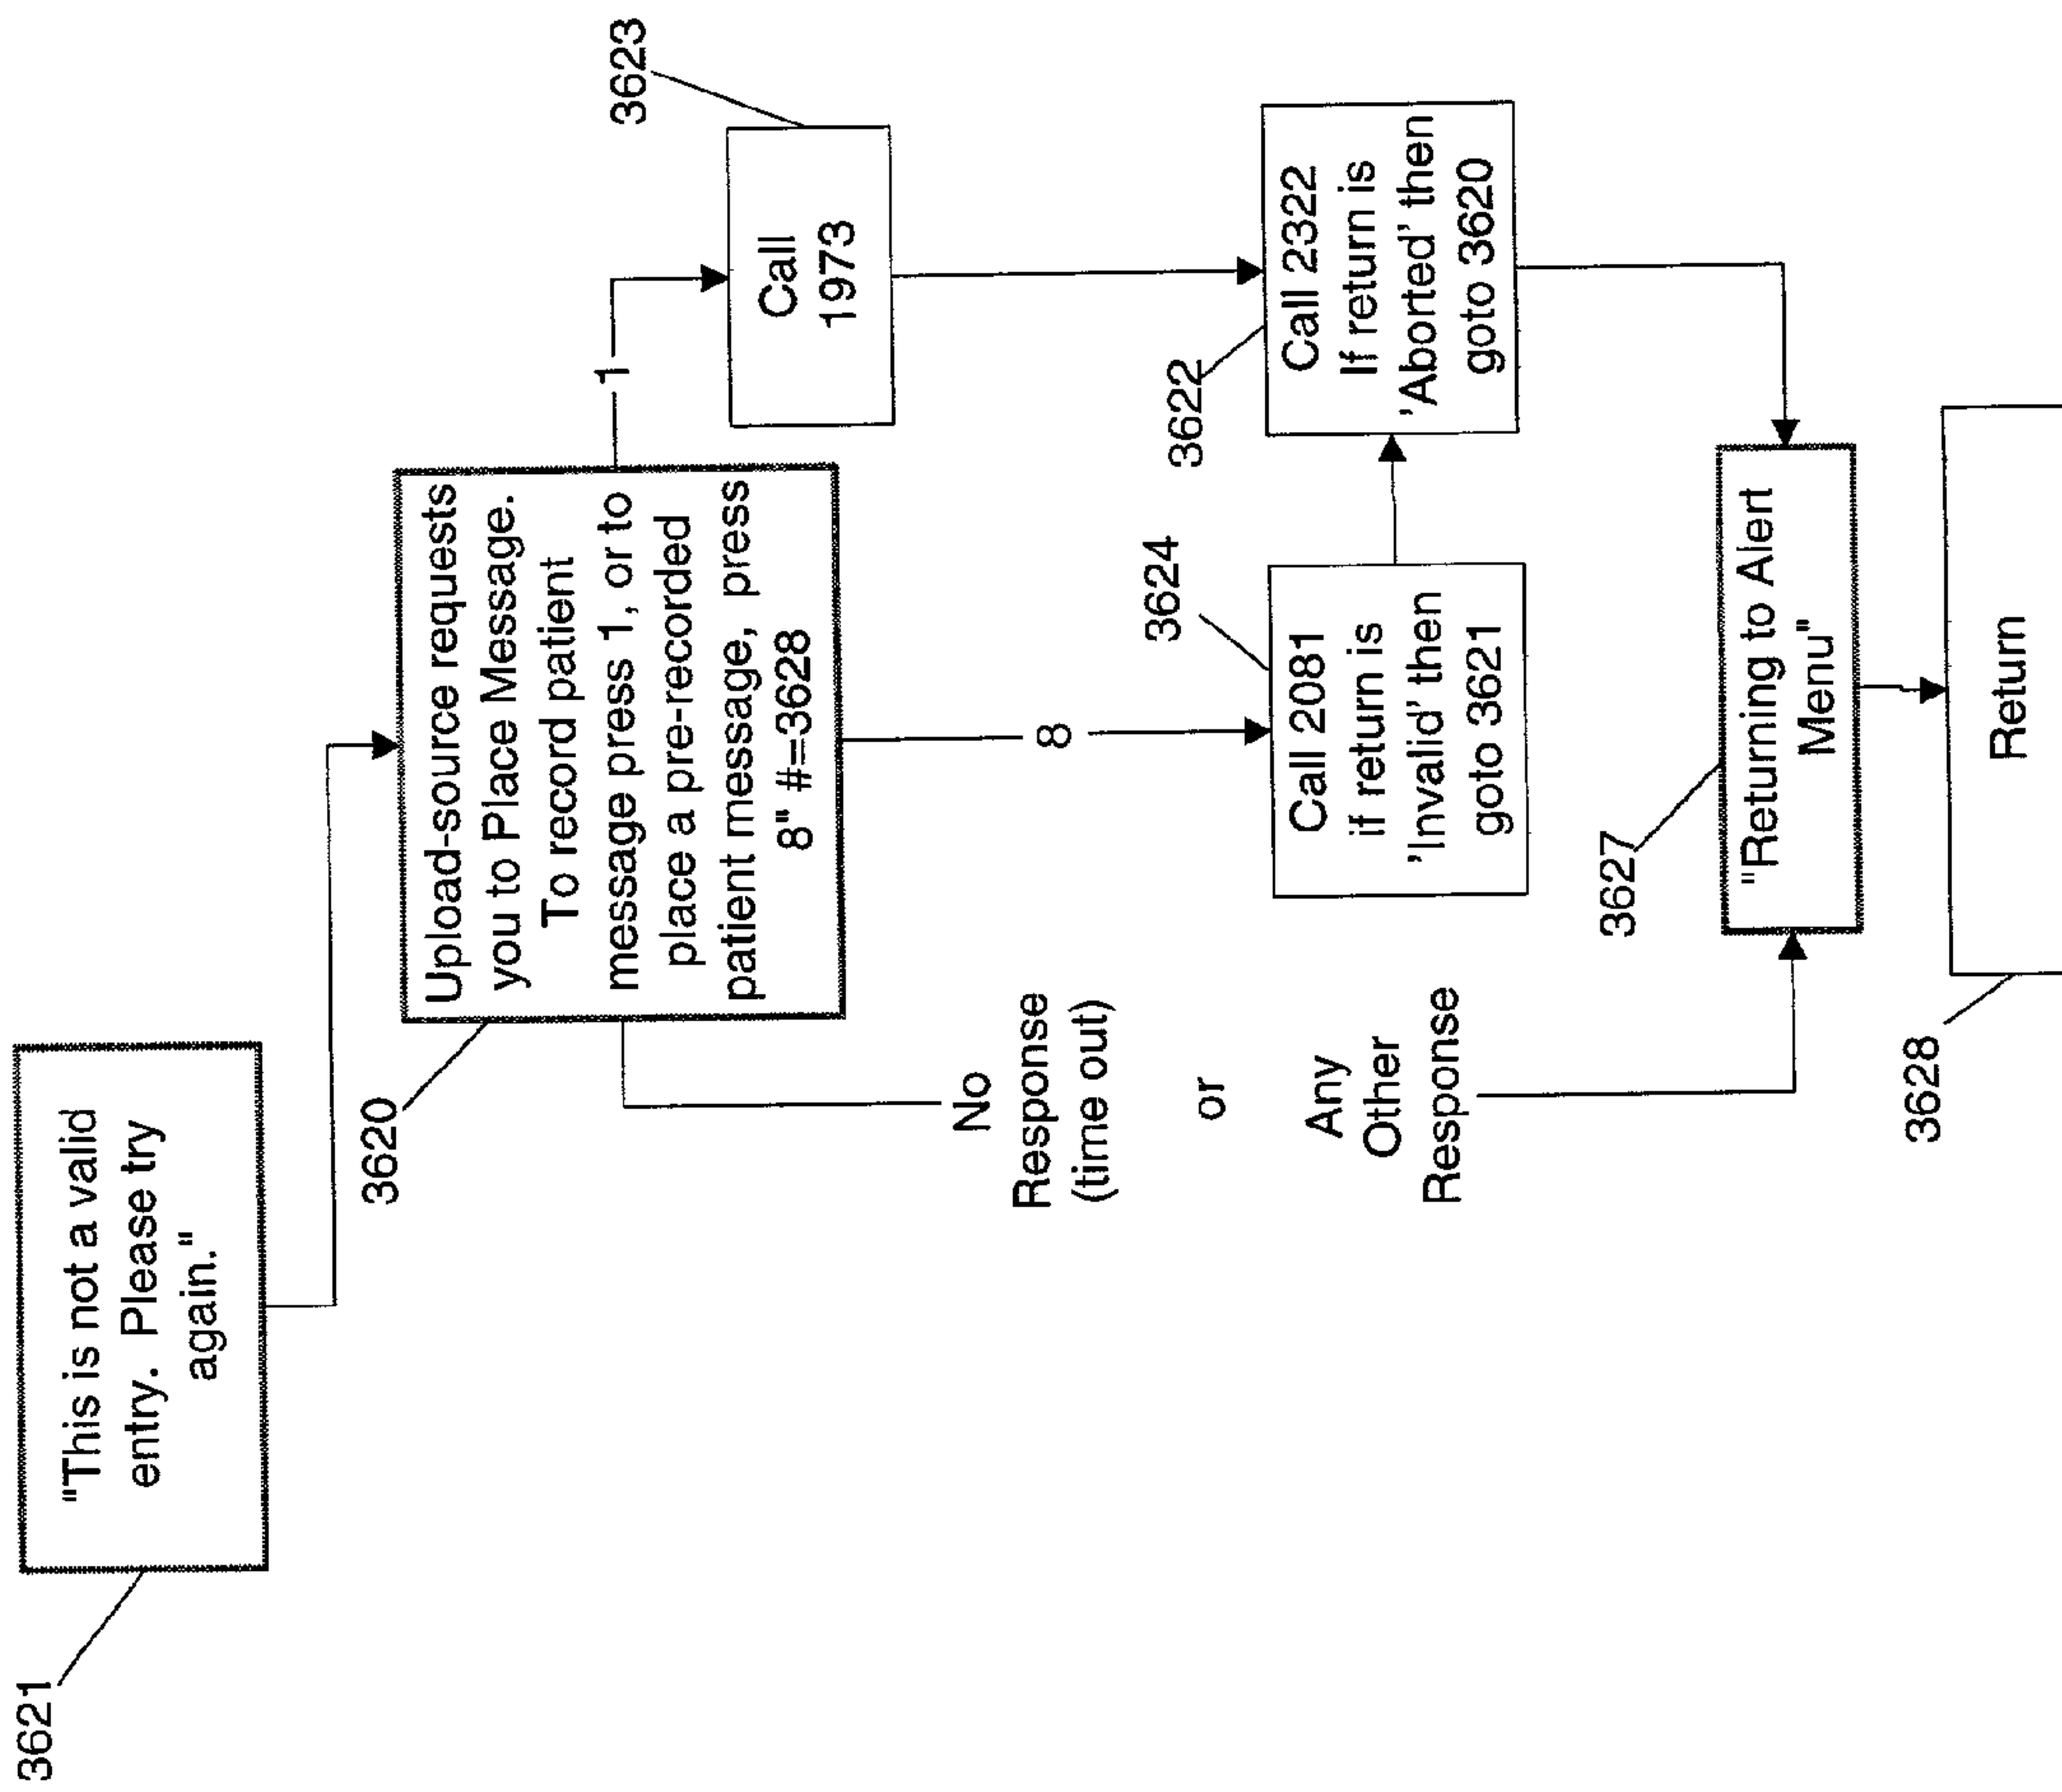 3621
"This is not a valid
entry. Please try
again."
3620
Upload-source requests
you to Place Message.
To record patient
message press 1, or to
place a pre-recorded
patient message, press
8" #=3628
1
3623
Call
1973
8
No
Response
(time out)
or
Any
Other
Response
3624
Call 2081
if return is
'Invalid' then
goto 3621
3622
Call 2322
If return is
'Aborted' then
goto 3620
3627
"Returning to Alert
Menu"
3628
Return